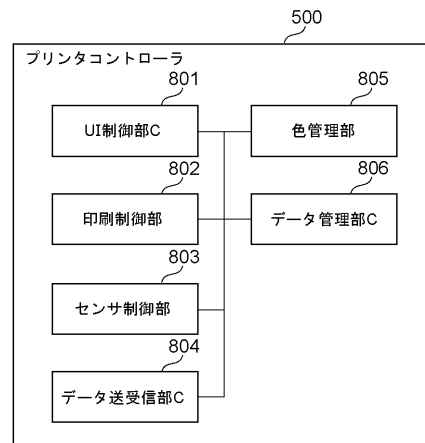 500
プリンタコントローラ
801
UI制御部C
805
色管理部
802
印刷制御部
806
データ管理部C
803
センサ制御部
804
データ送受信部C